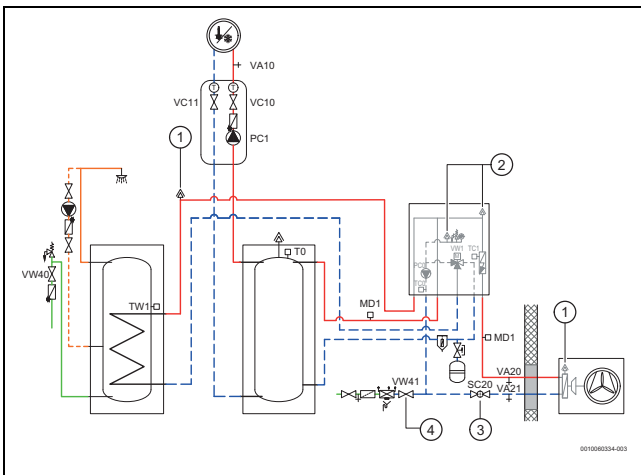 VA10
VC11
VC10
PC1
1
2
VW40
TW1
T0
MD1
VW1
TC1
PC0
MD1
1
VA20
VA21
VW41
SC20
4
3
0010060334-003